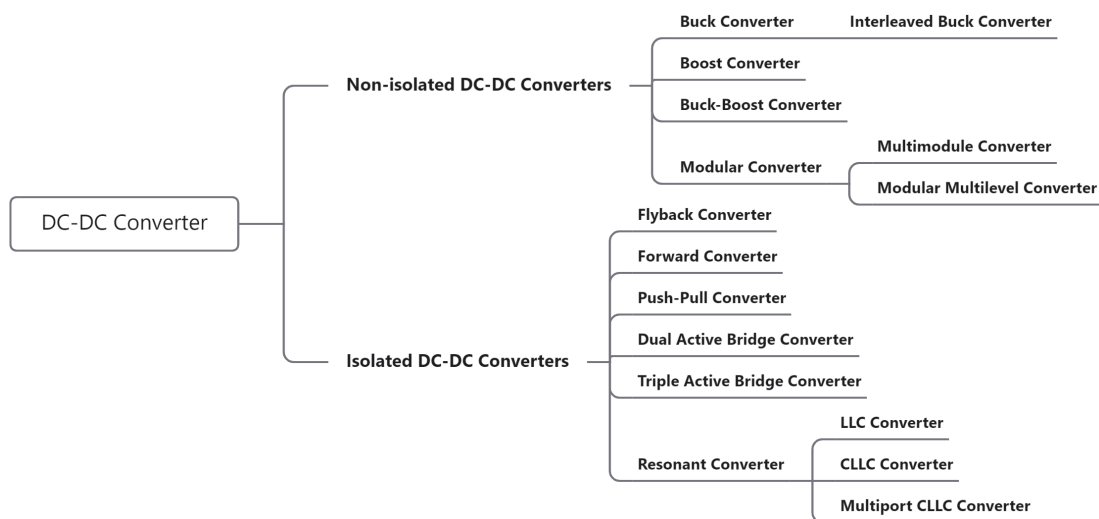 DC-DC Converter
Non-isolated DC-DC Converters
Buck Converter
Interleaved Buck Converter
Boost Converter
Buck-Boost Converter
Modular Converter
Multimodule Converter
Modular Multilevel Converter
Isolated DC-DC Converters
Flyback Converter
Forward Converter
Push-Pull Converter
Dual Active Bridge Converter
Triple Active Bridge Converter
Resonant Converter
LLC Converter
CLLC Converter
Multiport CLLC Converter